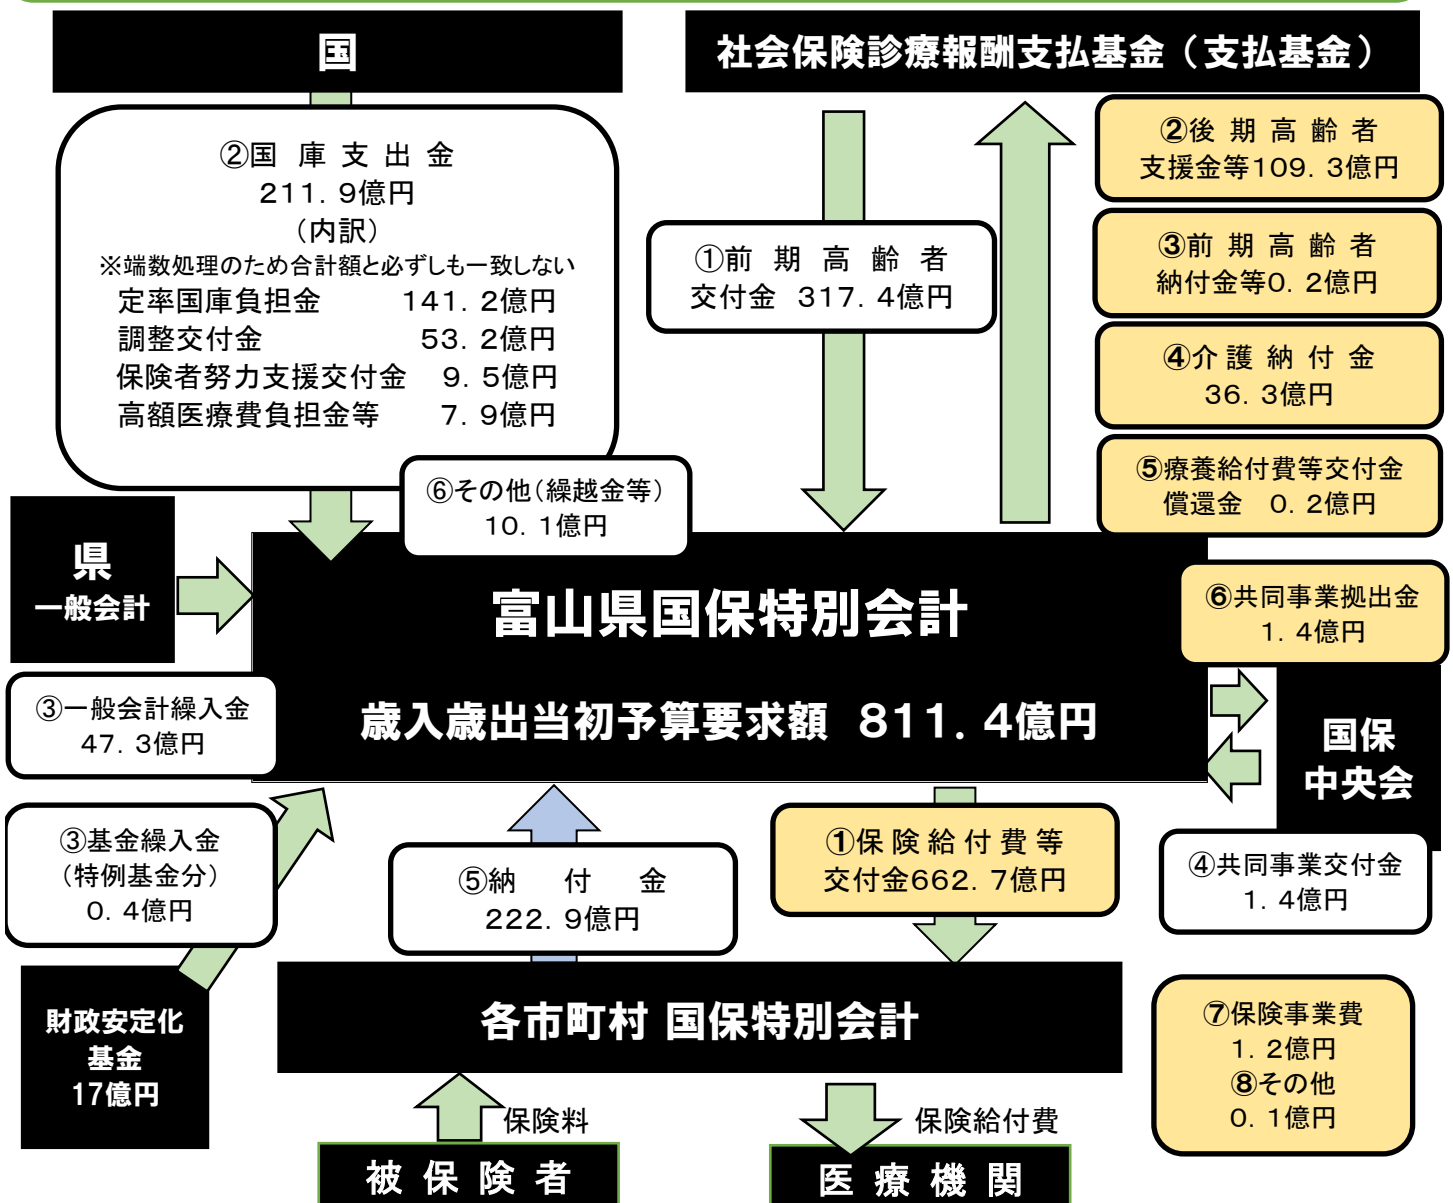 国
社会保険診療報酬支払基金（支払基金）
②国庫支出金
２１１．９億円
（内訳）
※端数処理のため合計額と必ずしも一致しない
定率国庫負担金　１４１．２億円
調整交付金　５３．２億円
保険者努力支援交付金　９．５億円
高額医療費負担金等　７．９億円
①前期高齢者
交付金　３１７．４億円
②後期高齢者
支援金等１０９．３億円
③前期高齢者
納付金等０．２億円
④介護納付金
３６．３億円
⑤療養給付費等交付金
償還金　０．２億円
⑥その他（繰越金等）
１０．１億円
県
一般会計
富山県国保特別会計
歳入歳出当初予算要求額　８１１．４億円
⑥共同事業拠出金
１．４億円
③一般会計繰入金
４７．３億円
国保
中央会
③基金繰入金
（特例基金分）
０．４億円
⑤納付金
２２２．９億円
①保険給付費等
交付金６６２．７億円
④共同事業交付金
１．４億円
財政安定化
基金
17億円
各市町村 国保特別会計
⑦保険事業費
１．２億円
⑧その他
０．１億円
保険料
保険給付費
被保険者
医療機関